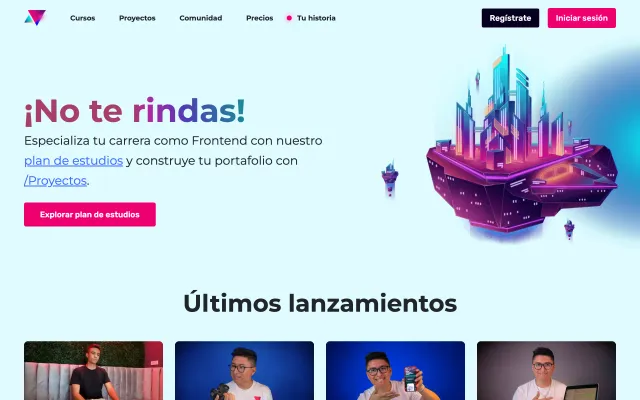 Cursos Proyectos Comunidad Precios Tu historia Regístrate Iniciar sesión
¡No te rindas!
Especializa tu carrera como Frontend con nuestro
plan de estudios y construye tu portafolio con
/Proyectos.
Explorar plan de estudios
Últimos lanzamientos